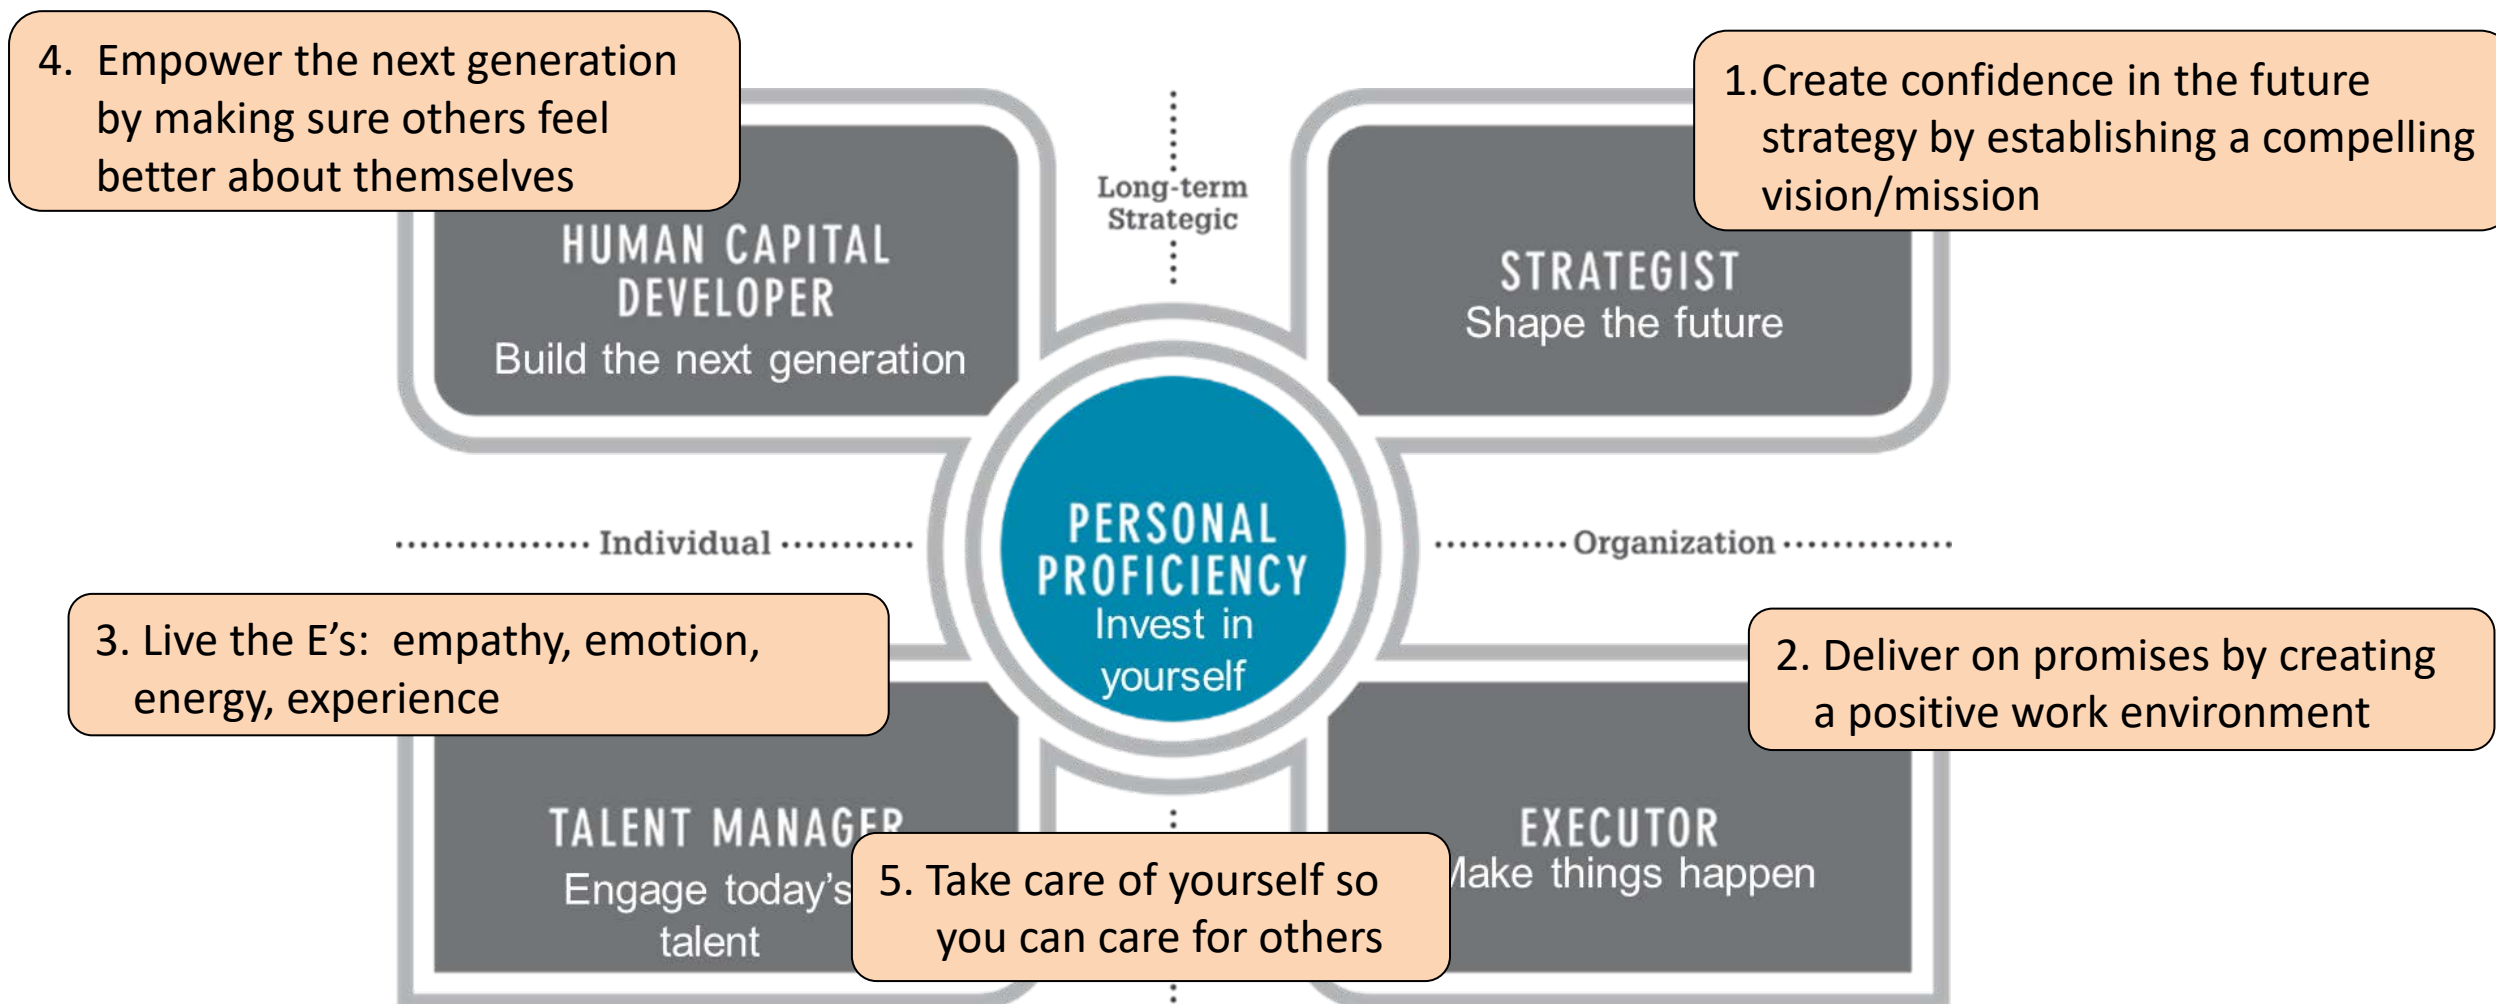 4. Empower the next generation
by making sure others feel
better about themselves
1.Create confidence in the future
strategy by establishing a compelling
vision/mission
Long-term
Strategic
HUMAN CAPITAL
DEVELOPER
Build the next generation
STRATEGIST
Shape the future
Individual
PERSONAL
PROFICIENCY
Invest in
yourself
Organization
3. Live the E’s: empathy, emotion,
energy, experience
2. Deliver on promises by creating
a positive work environment
TALENT MANAGER
Engage today's
talent
5. Take care of yourself so
you can care for others
EXECUTOR
Make things happen